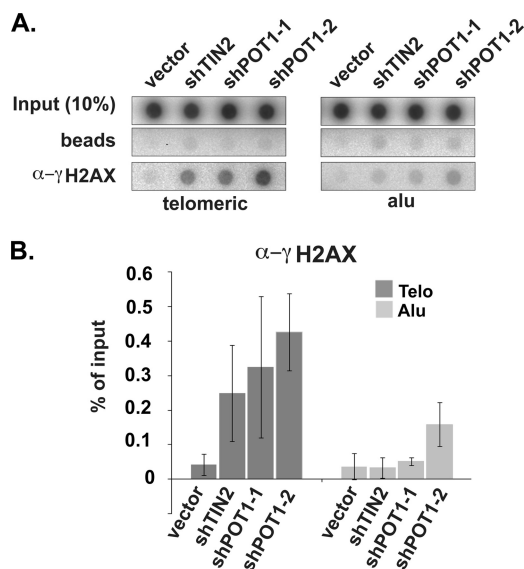 A.
vector shTIN2 shPOT1-1 shPOT1-2 vector shTIN2 shPOT1-1 shPOT1-2
Input (10%)
beads
α-γ H2AX
telomeric alu
B.
α-γ H2AX
Telo
Alu
% of input
0.6
0.5
0.4
0.3
0.2
0.1
0
vector shTIN2 shPOT1-1 shPOT1-2 vector shTIN2 shPOT1-1 shPOT1-2